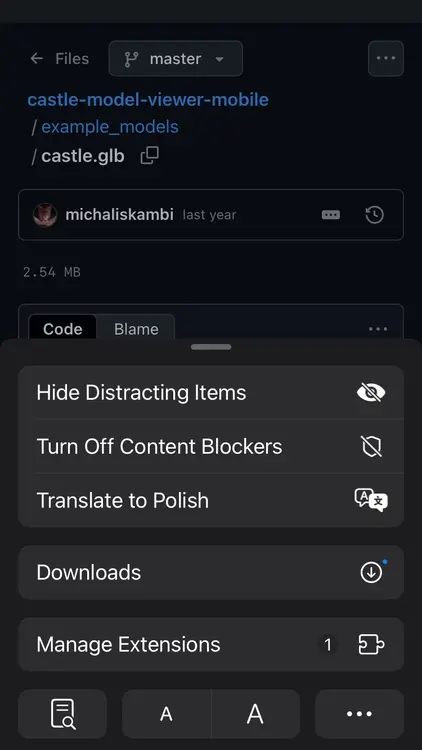 Files master
castle-model-viewer-mobile
/ example_models
/ castle.glb
michaliskambi last year
2.54 MB
Code Blame
Hide Distracting Items
Turn Off Content Blockers
Translate to Polish
Downloads
Manage Extensions 1
A A